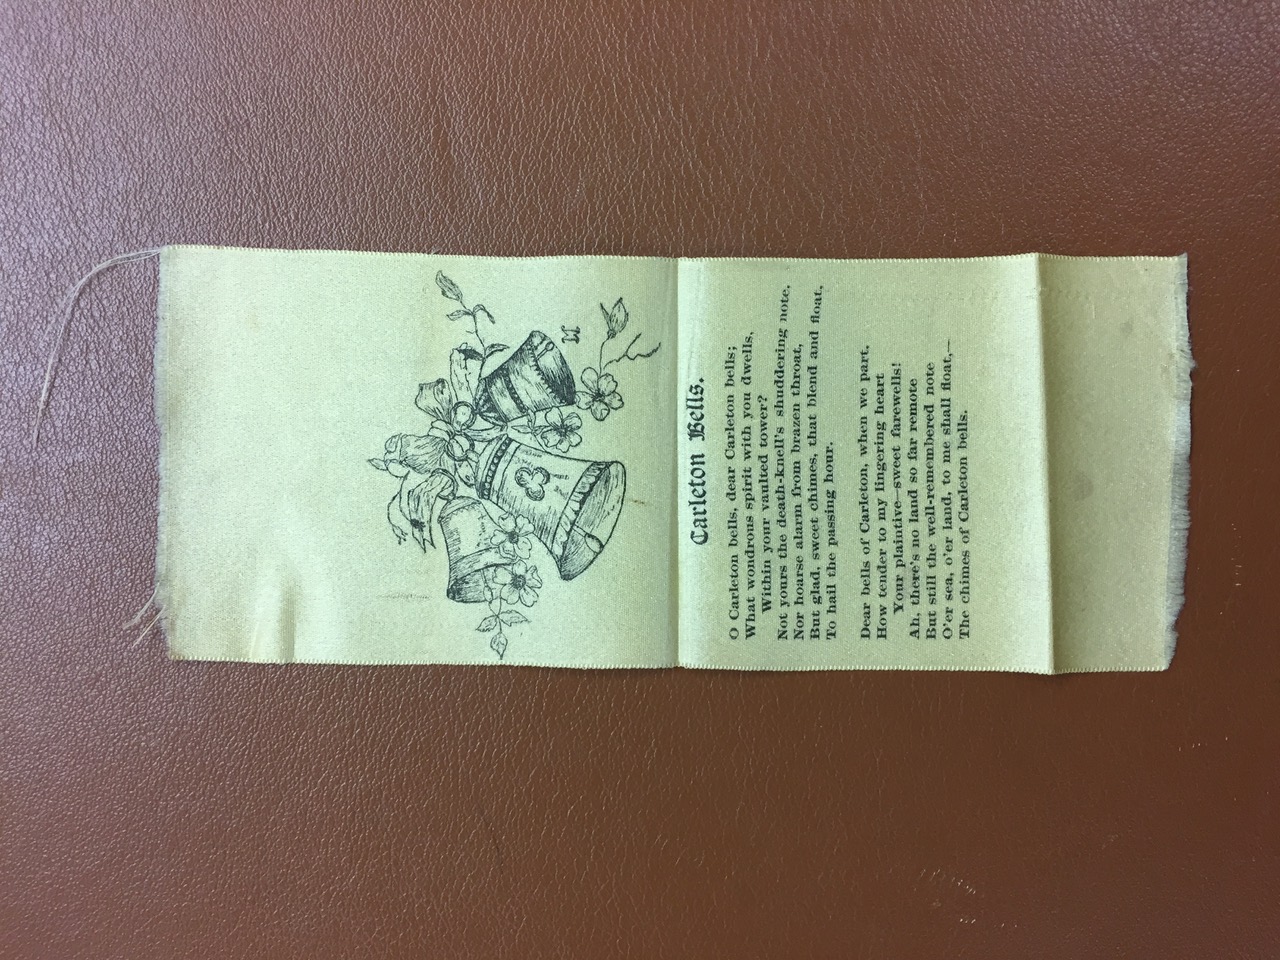 Carleton Bells.
O Carleton bells, dear Carleton bells;
What wondrous spirit with you dwells,
Within your vaulted tower?
Not yours the death-knell's shuddering note,
Nor hoarse alarm from brazen throat,
But glad, sweet chimes, that blend and float,
To hail the passing hour.
Dear bells of Carleton, when we part,
How tender to my lingering heart
Your plaintive—sweet farewells!
Ah, there's no land so far remote
But still the well-remembered note
O'er sea, o'er land, to me shall float,—
The chimes of Carleton bells.